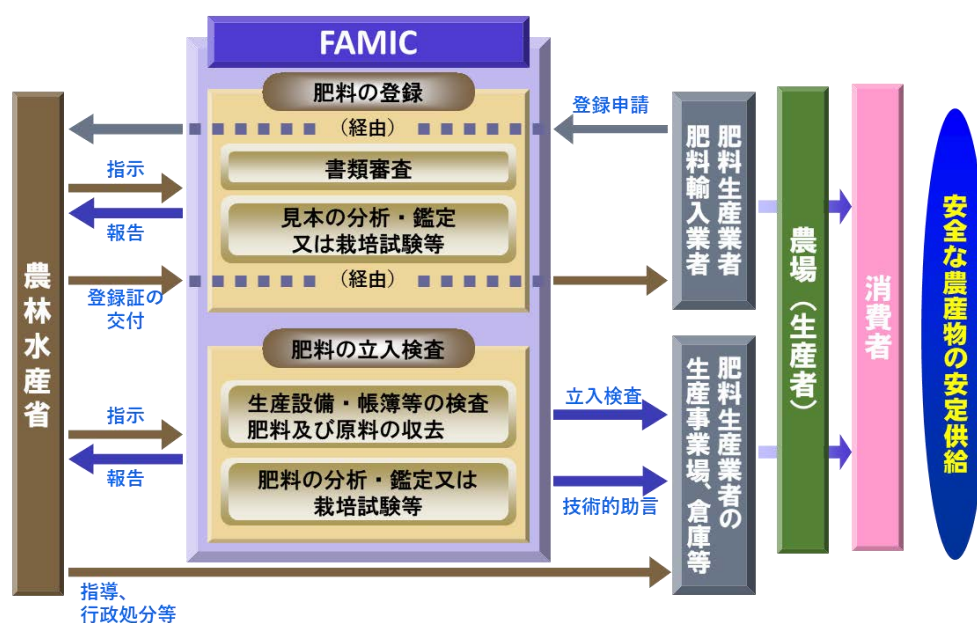 FAMIC
肥料の登録
(経由)
書類審査
見本の分析・鑑定
又は栽培試験等
(経由)
肥料の立入検査
生産設備・帳簿等の検査
肥料及び原料の収去
肥料の分析・鑑定又は
栽培試験等
農林水産省
指示
報告
登録証の
交付
指示
報告
指導、
行政処分等
登録申請
立入検査
技術的助言
肥料生産業者
肥料輸入業者
肥料生産業者の
生産事業場、倉庫等
農場（生産者）
消費者
安全な農産物の安定供給